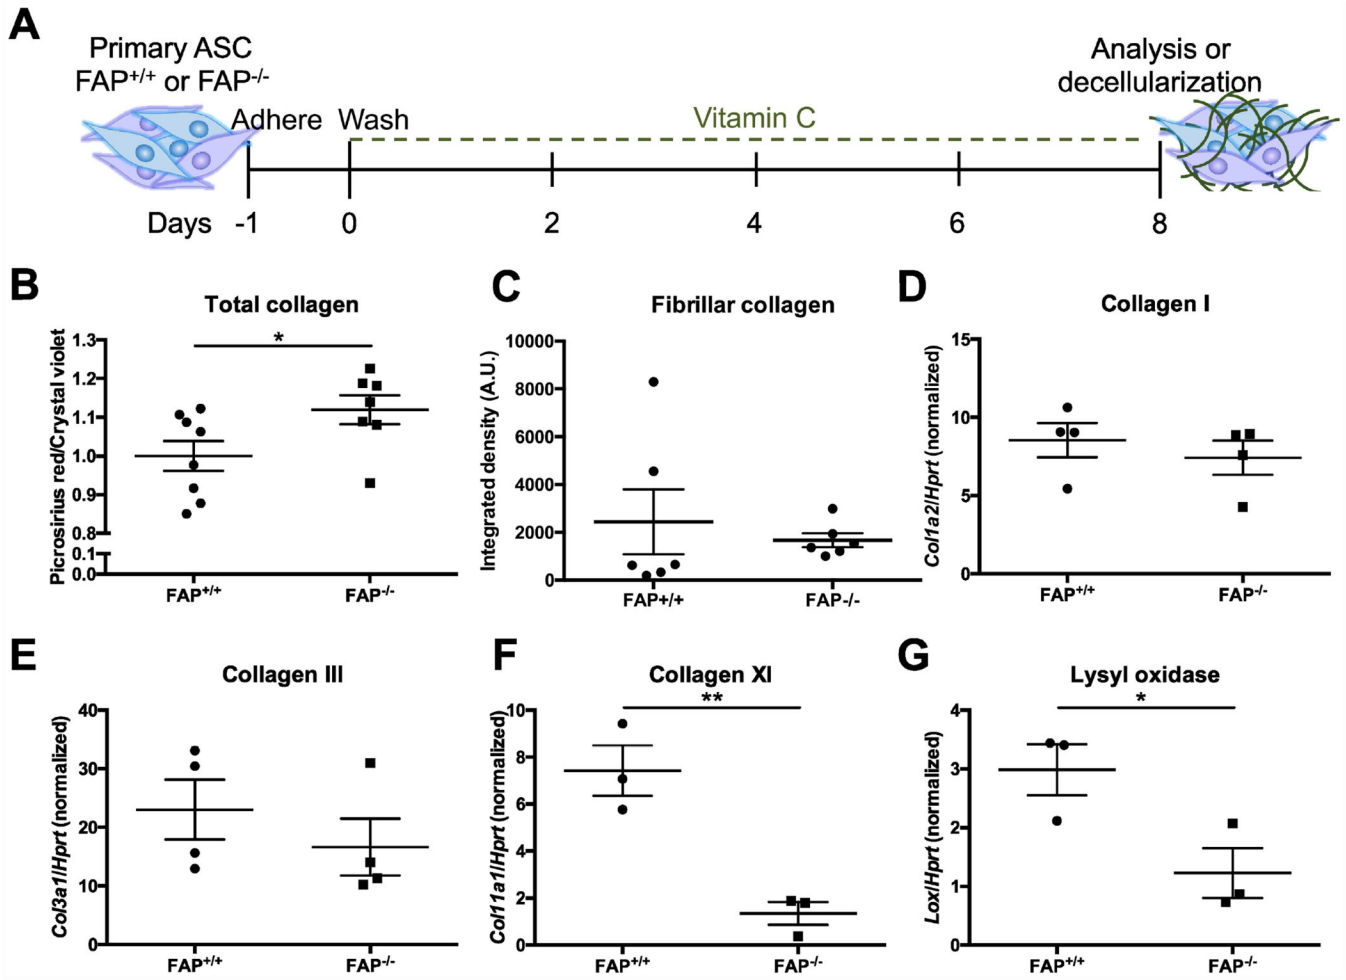 A
Primary ASC
FAP+/+ or FAP-/-
Adhere Wash
Vitamin C
Analysis or
decellularization
Days -1 0 2 4 6 8
B
Total collagen
*
Picrosirius red/Crystal violet
1.3
1.2
1.1
1.0
0.9
0.8
0.1
0.0
FAP+/+ FAP-/-
C
Fibrillar collagen
Integrated density (A.U.)
10000
8000
6000
4000
2000
0
FAP+/+ FAP-/-
D
Collagen I
Col1a2/Hprt (normalized)
15
10
5
0
FAP+/+ FAP-/-
E
Collagen III
Col3a1/Hprt (normalized)
40
30
20
10
0
FAP+/+ FAP-/-
F
Collagen XI
**
Col11a1/Hprt (normalized)
10
8
6
4
2
0
FAP+/+ FAP-/-
G
Lysyl oxidase
*
Lox/Hprt (normalized)
4
3
2
1
0
FAP+/+ FAP-/-